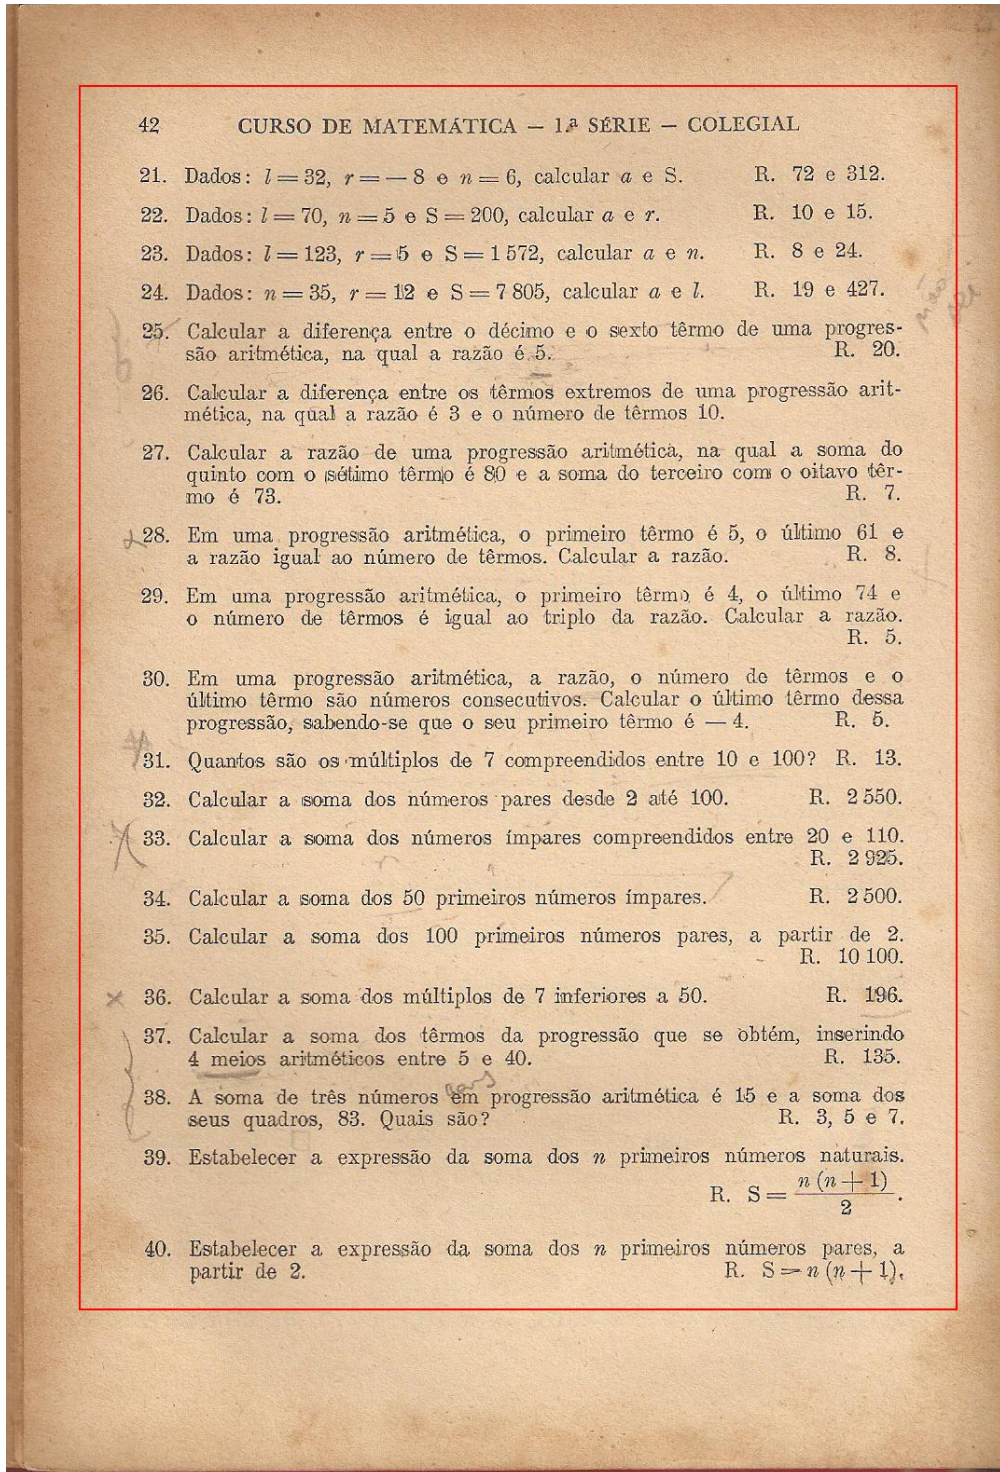 42 CURSO DE MATEMÁTICA — 1.ª SÉRIE — COLEGIAL
21. Dados: l = 32, r = — 8 e n = 6, calcular a e S. R. 72 e 312.
22. Dados: l = 70, n = 5 e S = 200, calcular a e r. R. 10 e 15.
23. Dados: l = 123, r = 5 e S = 1 572, calcular a e n. R. 8 e 24.
24. Dados: n = 35, r = 12 e S = 7 805, calcular a e l. R. 19 e 427.
25. Calcular a diferença entre o décimo e o sexto têrmo de uma progres-
são aritmética, na qual a razão é 5. R. 20.
26. Calcular a diferença entre os têrmos extremos de uma progressão arit-
mética, na qual a razão é 3 e o número de têrmos 10.
27. Calcular a razão de uma progressão aritmética, na qual a soma do
quinto com o sétimo têrmo é 80 e a soma do terceiro com o oitavo têr-
mo é 73. R. 7.
28. Em uma progressão aritmética, o primeiro têrmo é 5, o último 61 e
a razão igual ao número de têrmos. Calcular a razão. R. 8.
29. Em uma progressão aritmética, o primeiro têrmo é 4, o último 74 e
o número de têrmos é igual ao triplo da razão. Calcular a razão.
R. 5.
30. Em uma progressão aritmética, a razão, o número de têrmos e o
último têrmo são números consecutivos. Calcular o último têrmo dessa
progressão, sabendo-se que o seu primeiro têrmo é — 4. R. 5.
31. Quantos são os múltiplos de 7 compreendidos entre 10 e 100? R. 13.
32. Calcular a soma dos números pares desde 2 até 100. R. 2 550.
33. Calcular a soma dos números ímpares compreendidos entre 20 e 110.
R. 2 925.
34. Calcular a soma dos 50 primeiros números ímpares. R. 2 500.
35. Calcular a soma dos 100 primeiros números pares, a partir de 2.
R. 10 100.
36. Calcular a soma dos múltiplos de 7 inferiores a 50. R. 196.
37. Calcular a soma dos têrmos da progressão que se obtém, inserindo
4 meios aritméticos entre 5 e 40. R. 135.
38. A soma de três números em progressão aritmética é 15 e a soma dos
seus quadros, 83. Quais são? R. 3, 5 e 7.
39. Estabelecer a expressão da soma dos n primeiros números naturais.
R. S = n (n + 1) / 2 .
40. Estabelecer a expressão da soma dos n primeiros números pares, a
partir de 2. R. S = n (n + 1).